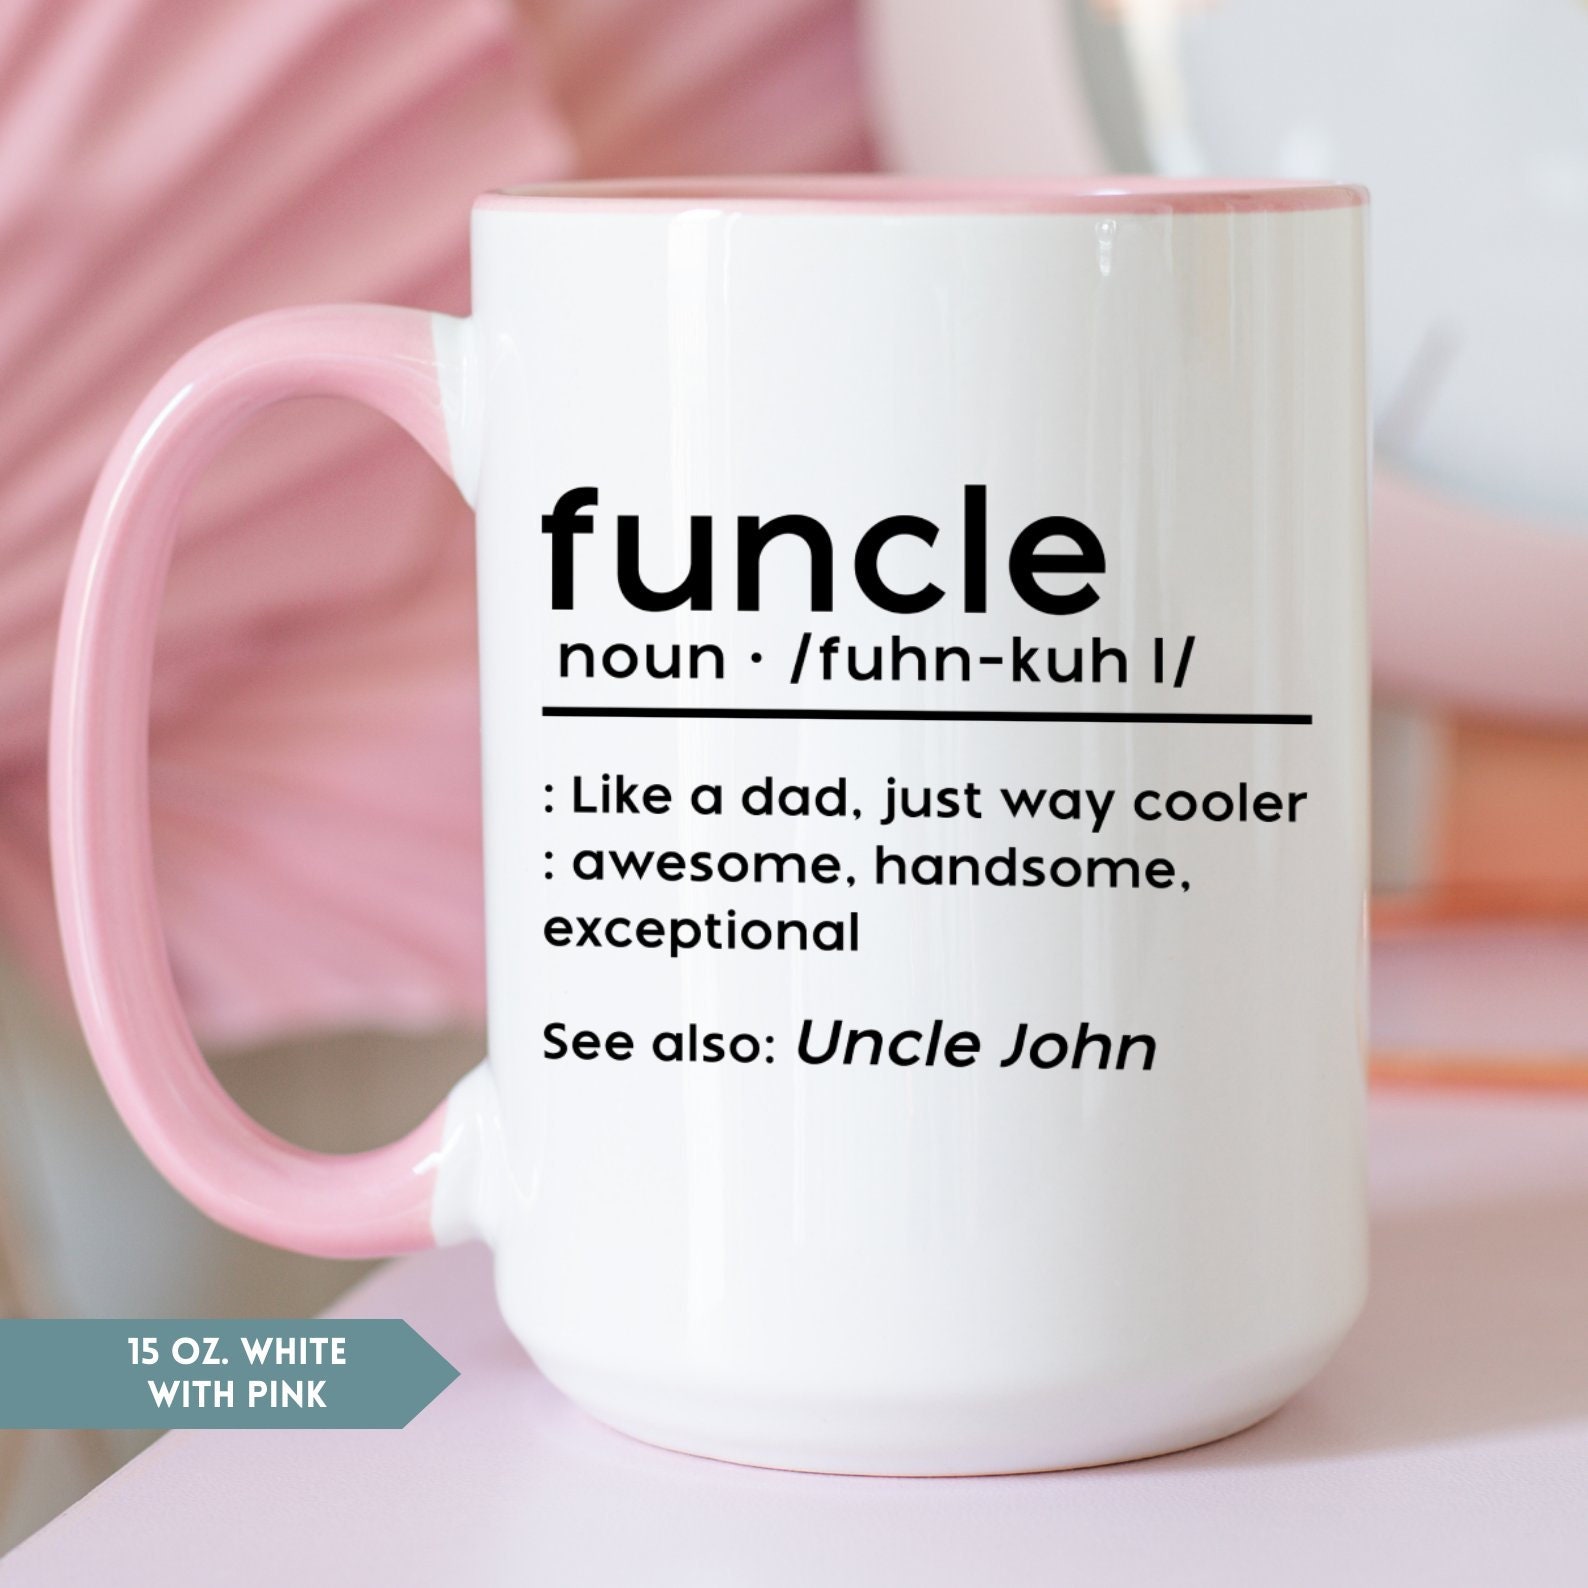 funcle
noun · /fuhn-kuh l/
: Like a dad, just way cooler
: awesome, handsome,
exceptional
See also: Uncle John
15 OZ. WHITE
WITH PINK